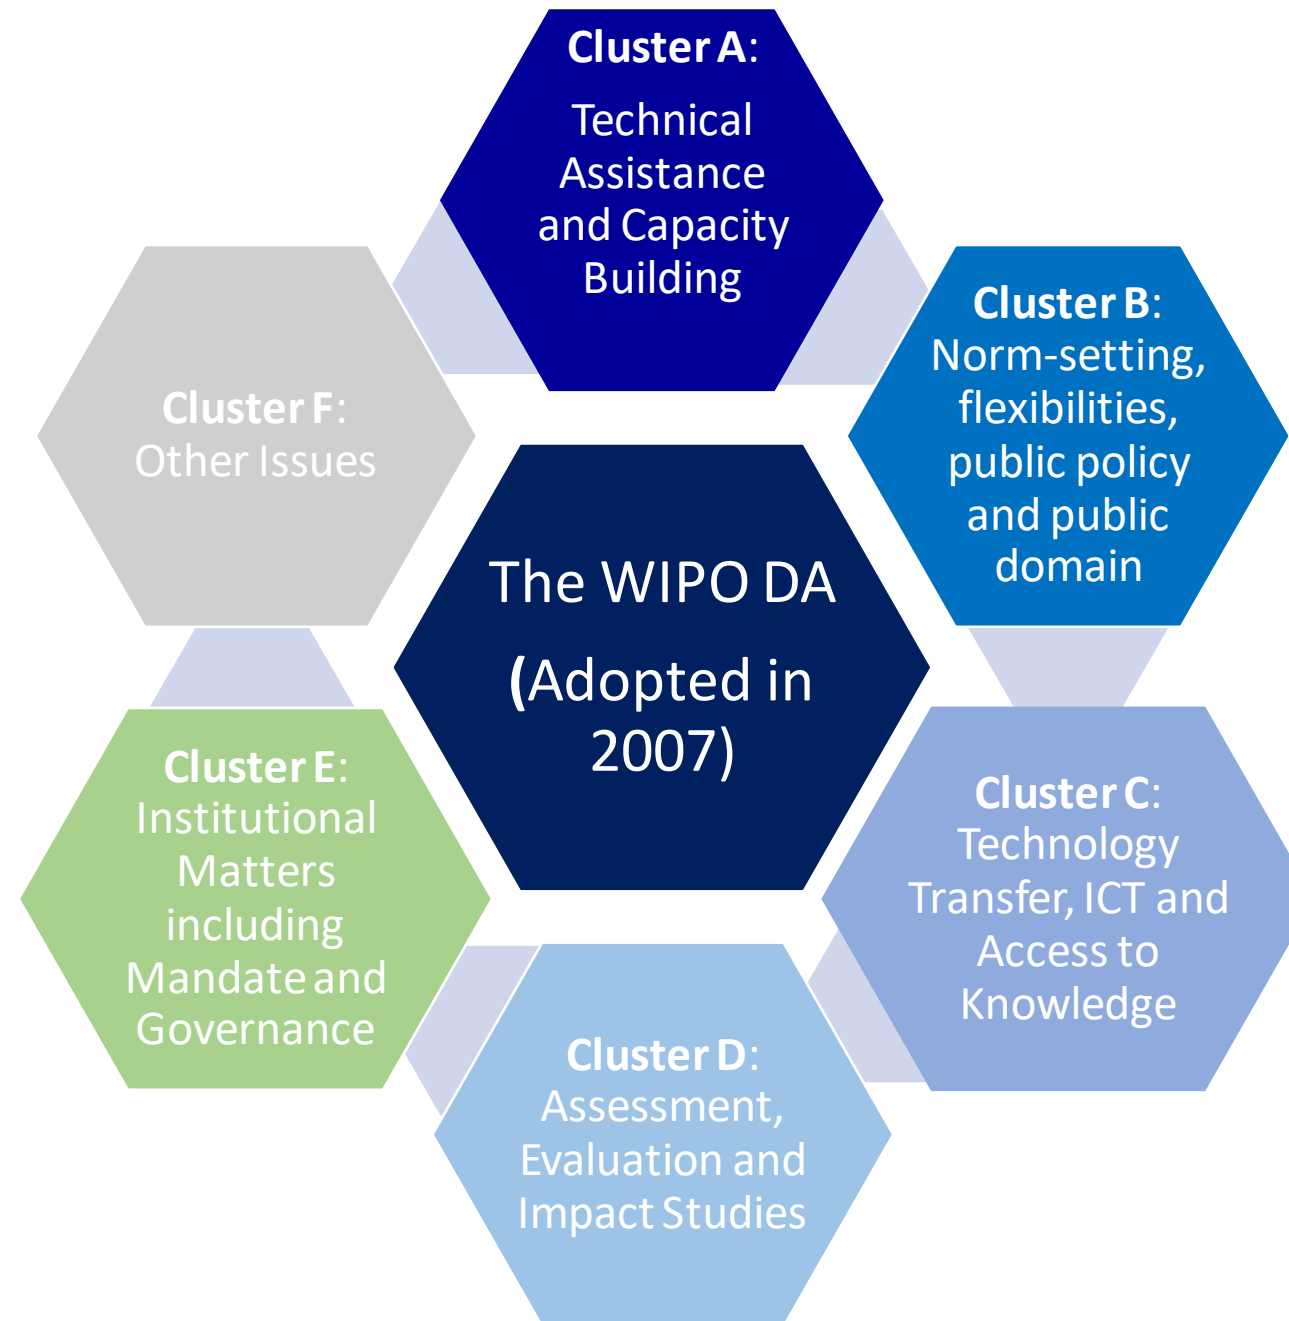 Cluster A:
Technical
Assistance
and Capacity
Building
Cluster B:
Norm-setting,
flexibilities,
public policy
and public
domain
Cluster C:
Technology
Transfer, ICT and
Access to
Knowledge
Cluster D:
Assessment,
Evaluation and
Impact Studies
Cluster E:
Institutional
Matters
including
Mandate and
Governance
Cluster F:
Other Issues
The WIPO DA
(Adopted in
2007)